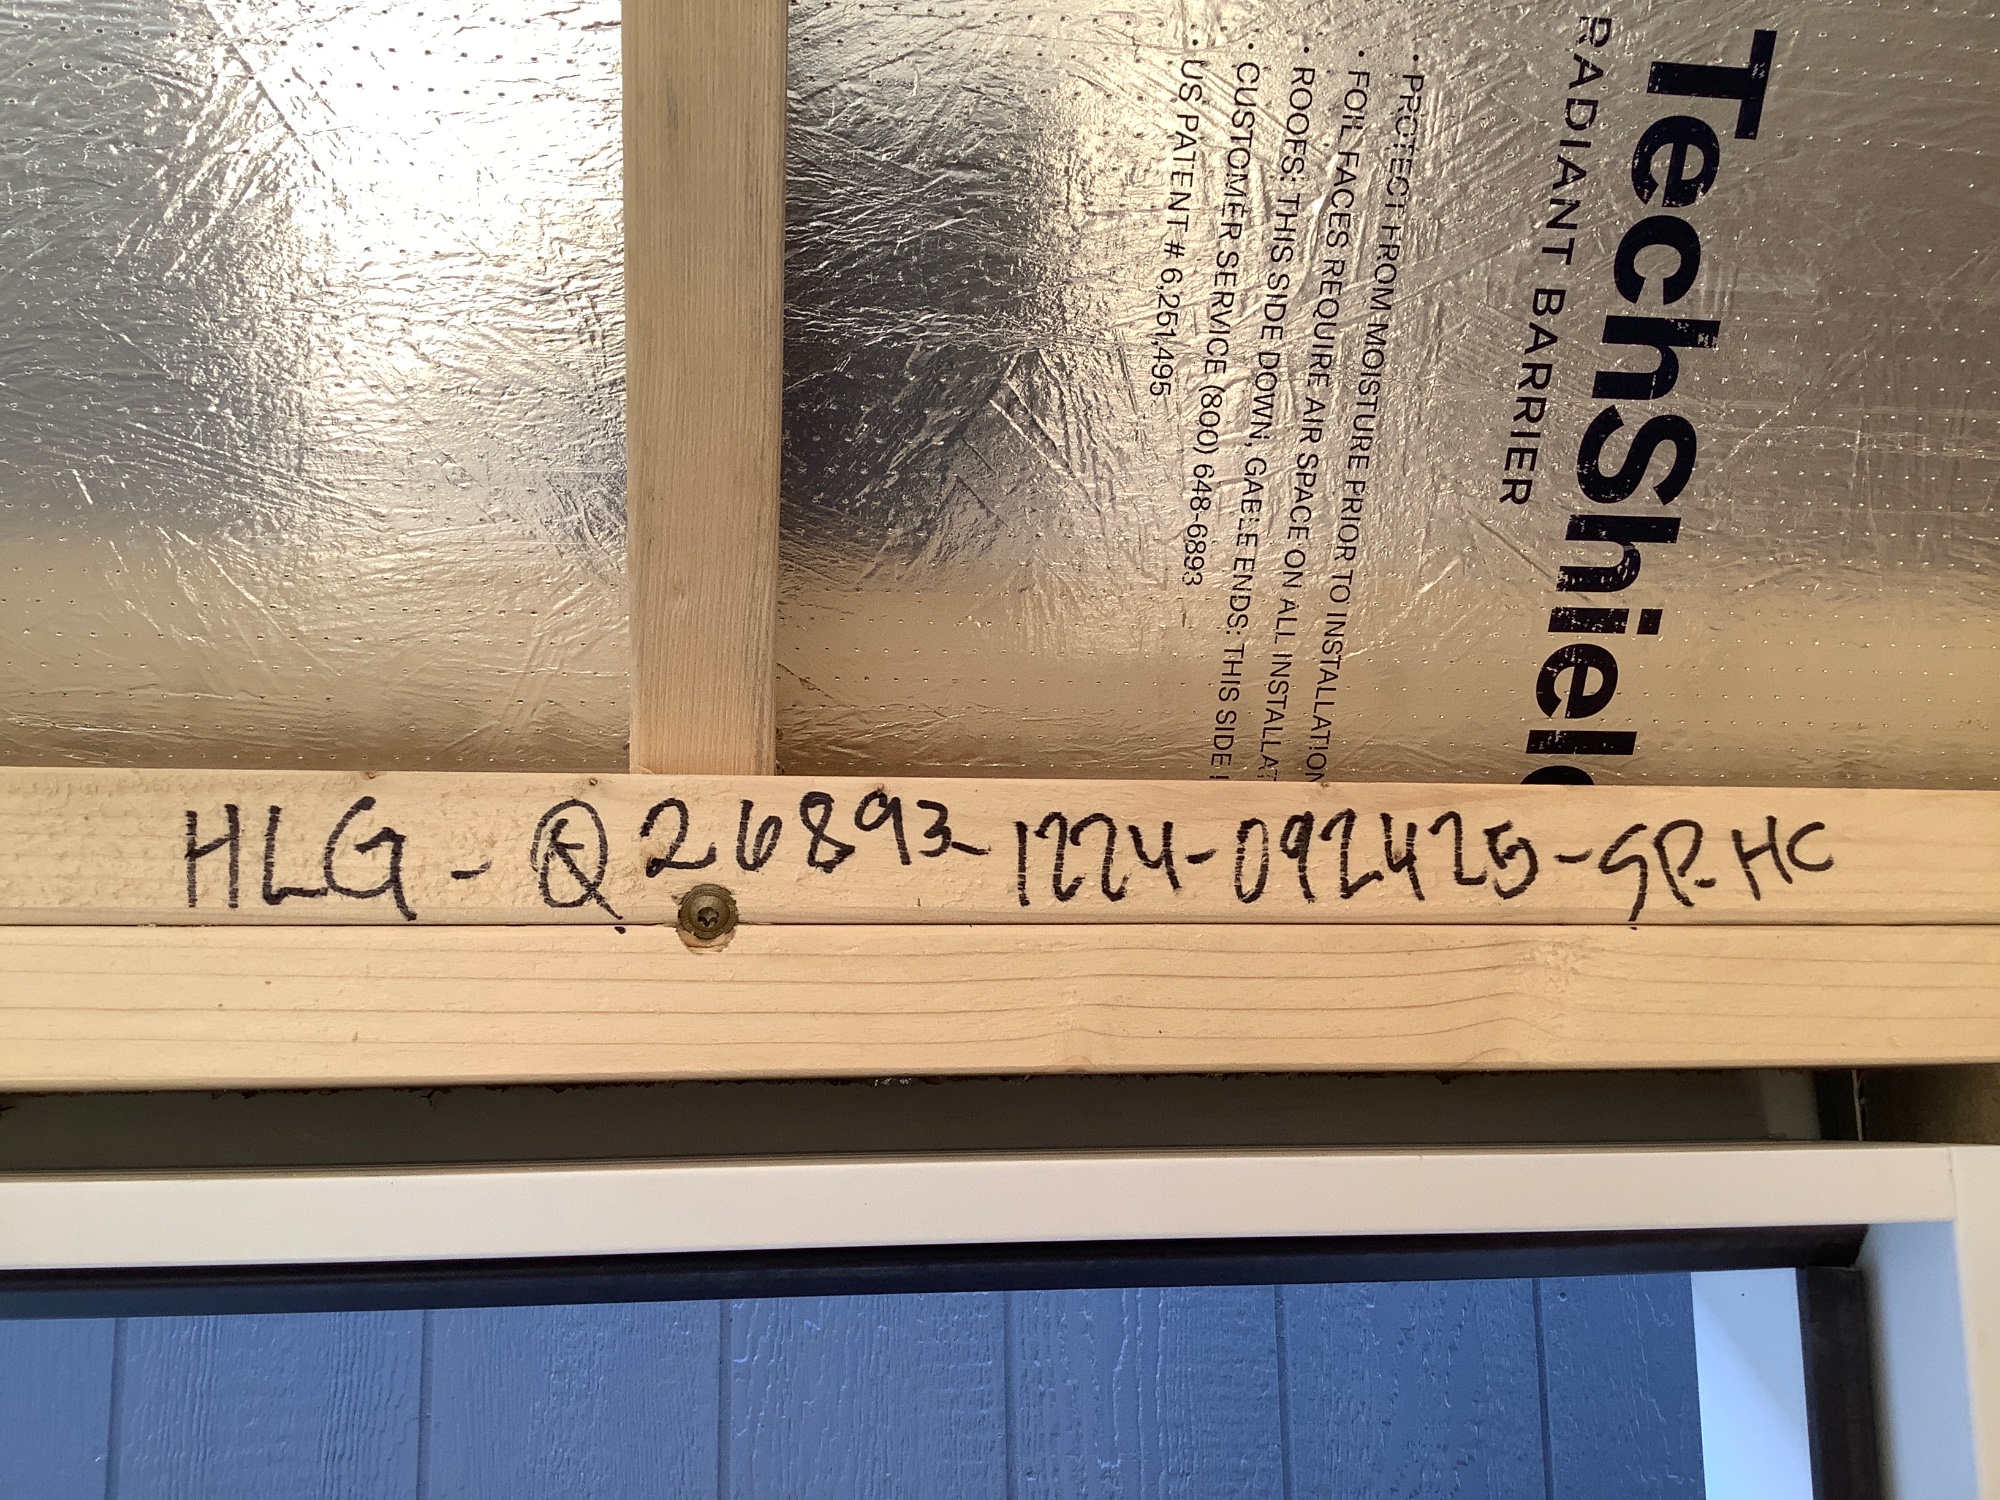 TechShiel
RADIANT BARRIER
• PROTECT FROM MOISTURE PRIOR TO INSTALLATION
• FOIL FACES REQUIRE AIR SPACE ON ALL INSTALLAT
• ROOFS: THIS SIDE DOWN, GABLE ENDS: THIS SIDE I
• CUSTOMER SERVICE (800) 648-6893
• US PATENT # 6,251,495
HLG-Q26893-1224-092425-SP-HC